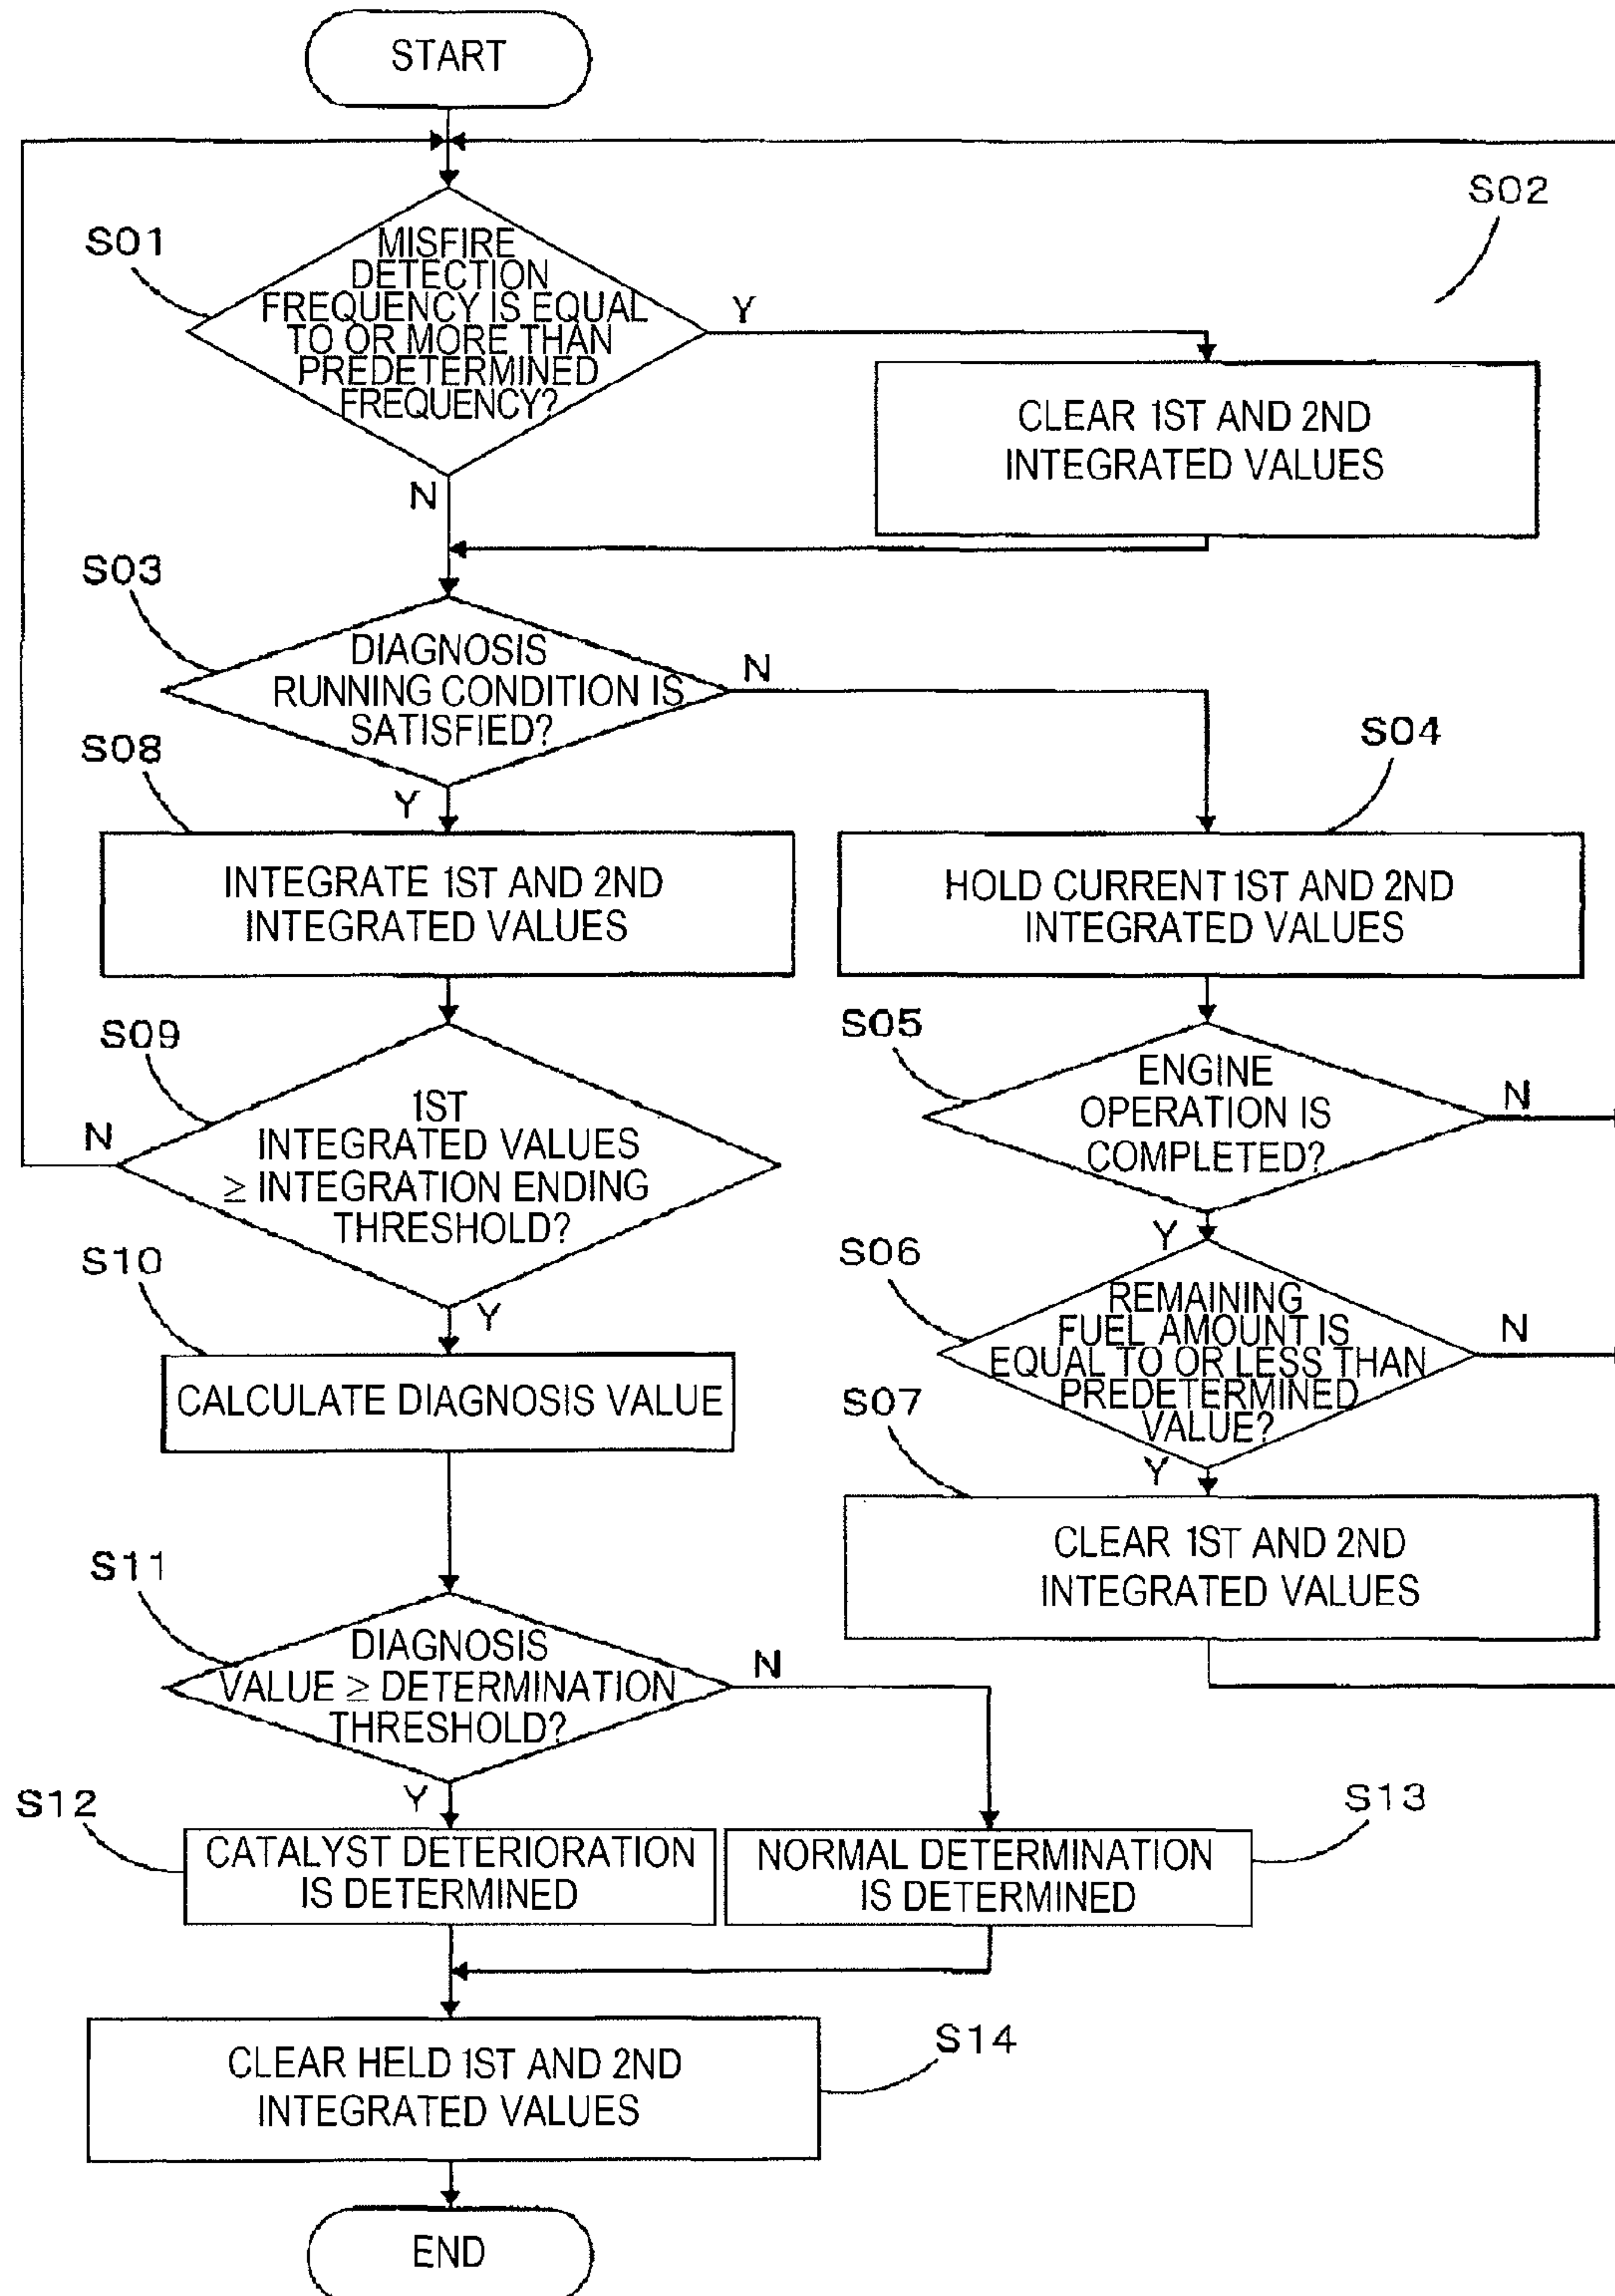 START
S02
S01
MISFIRE
DETECTION
FREQUENCY IS EQUAL
TO OR MORE THAN
PREDETERMINED
FREQUENCY?
Y
N
CLEAR 1ST AND 2ND
INTEGRATED VALUES
S03
DIAGNOSIS
RUNNING CONDITION IS
SATISFIED?
N
Y
S08
INTEGRATE 1ST AND 2ND
INTEGRATED VALUES
S04
HOLD CURRENT 1ST AND 2ND
INTEGRATED VALUES
S09
1ST
INTEGRATED VALUES
≥ INTEGRATION ENDING
THRESHOLD?
N
Y
S05
ENGINE
OPERATION IS
COMPLETED?
N
Y
S06
REMAINING
FUEL AMOUNT IS
EQUAL TO OR LESS THAN
PREDETERMINED
VALUE?
N
Y
S10
CALCULATE DIAGNOSIS VALUE
S07
CLEAR 1ST AND 2ND
INTEGRATED VALUES
S11
DIAGNOSIS
VALUE ≥ DETERMINATION
THRESHOLD?
N
Y
S12
CATALYST DETERIORATION
IS DETERMINED
S13
NORMAL DETERMINATION
IS DETERMINED
S14
CLEAR HELD 1ST AND 2ND
INTEGRATED VALUES
END